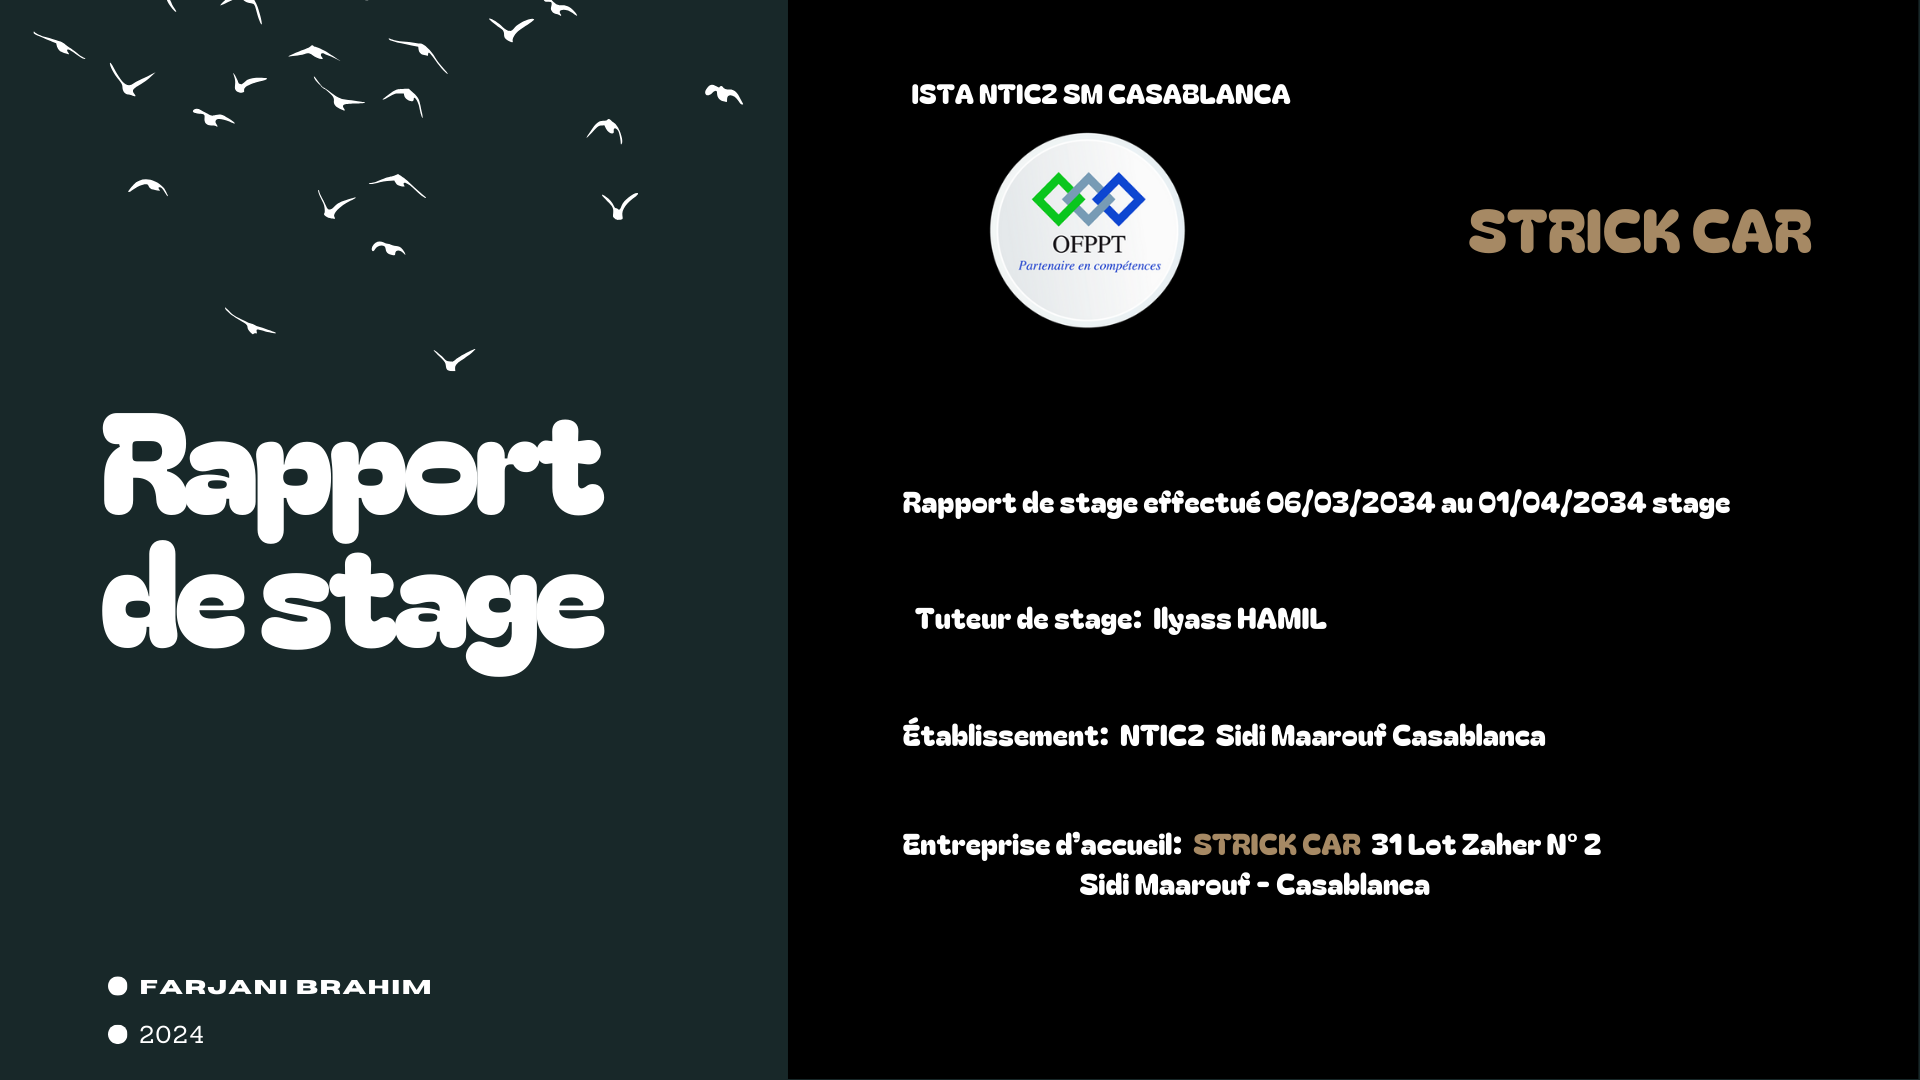 Rapport
de stage
FARJANI BRAHIM
2024
ISTA NTIC2 SM CASABLANCA
OFPPT
Partenaire en compétences
STRICK CAR
Rapport de stage effectué 06/03/2034 au 01/04/2034 stage
Tuteur de stage: Ilyass HAMIL
Établissement: NTIC2 Sidi Maarouf Casablanca
Entreprise d'accueil: STRICK CAR 31 Lot Zaher N° 2
Sidi Maarouf - Casablanca